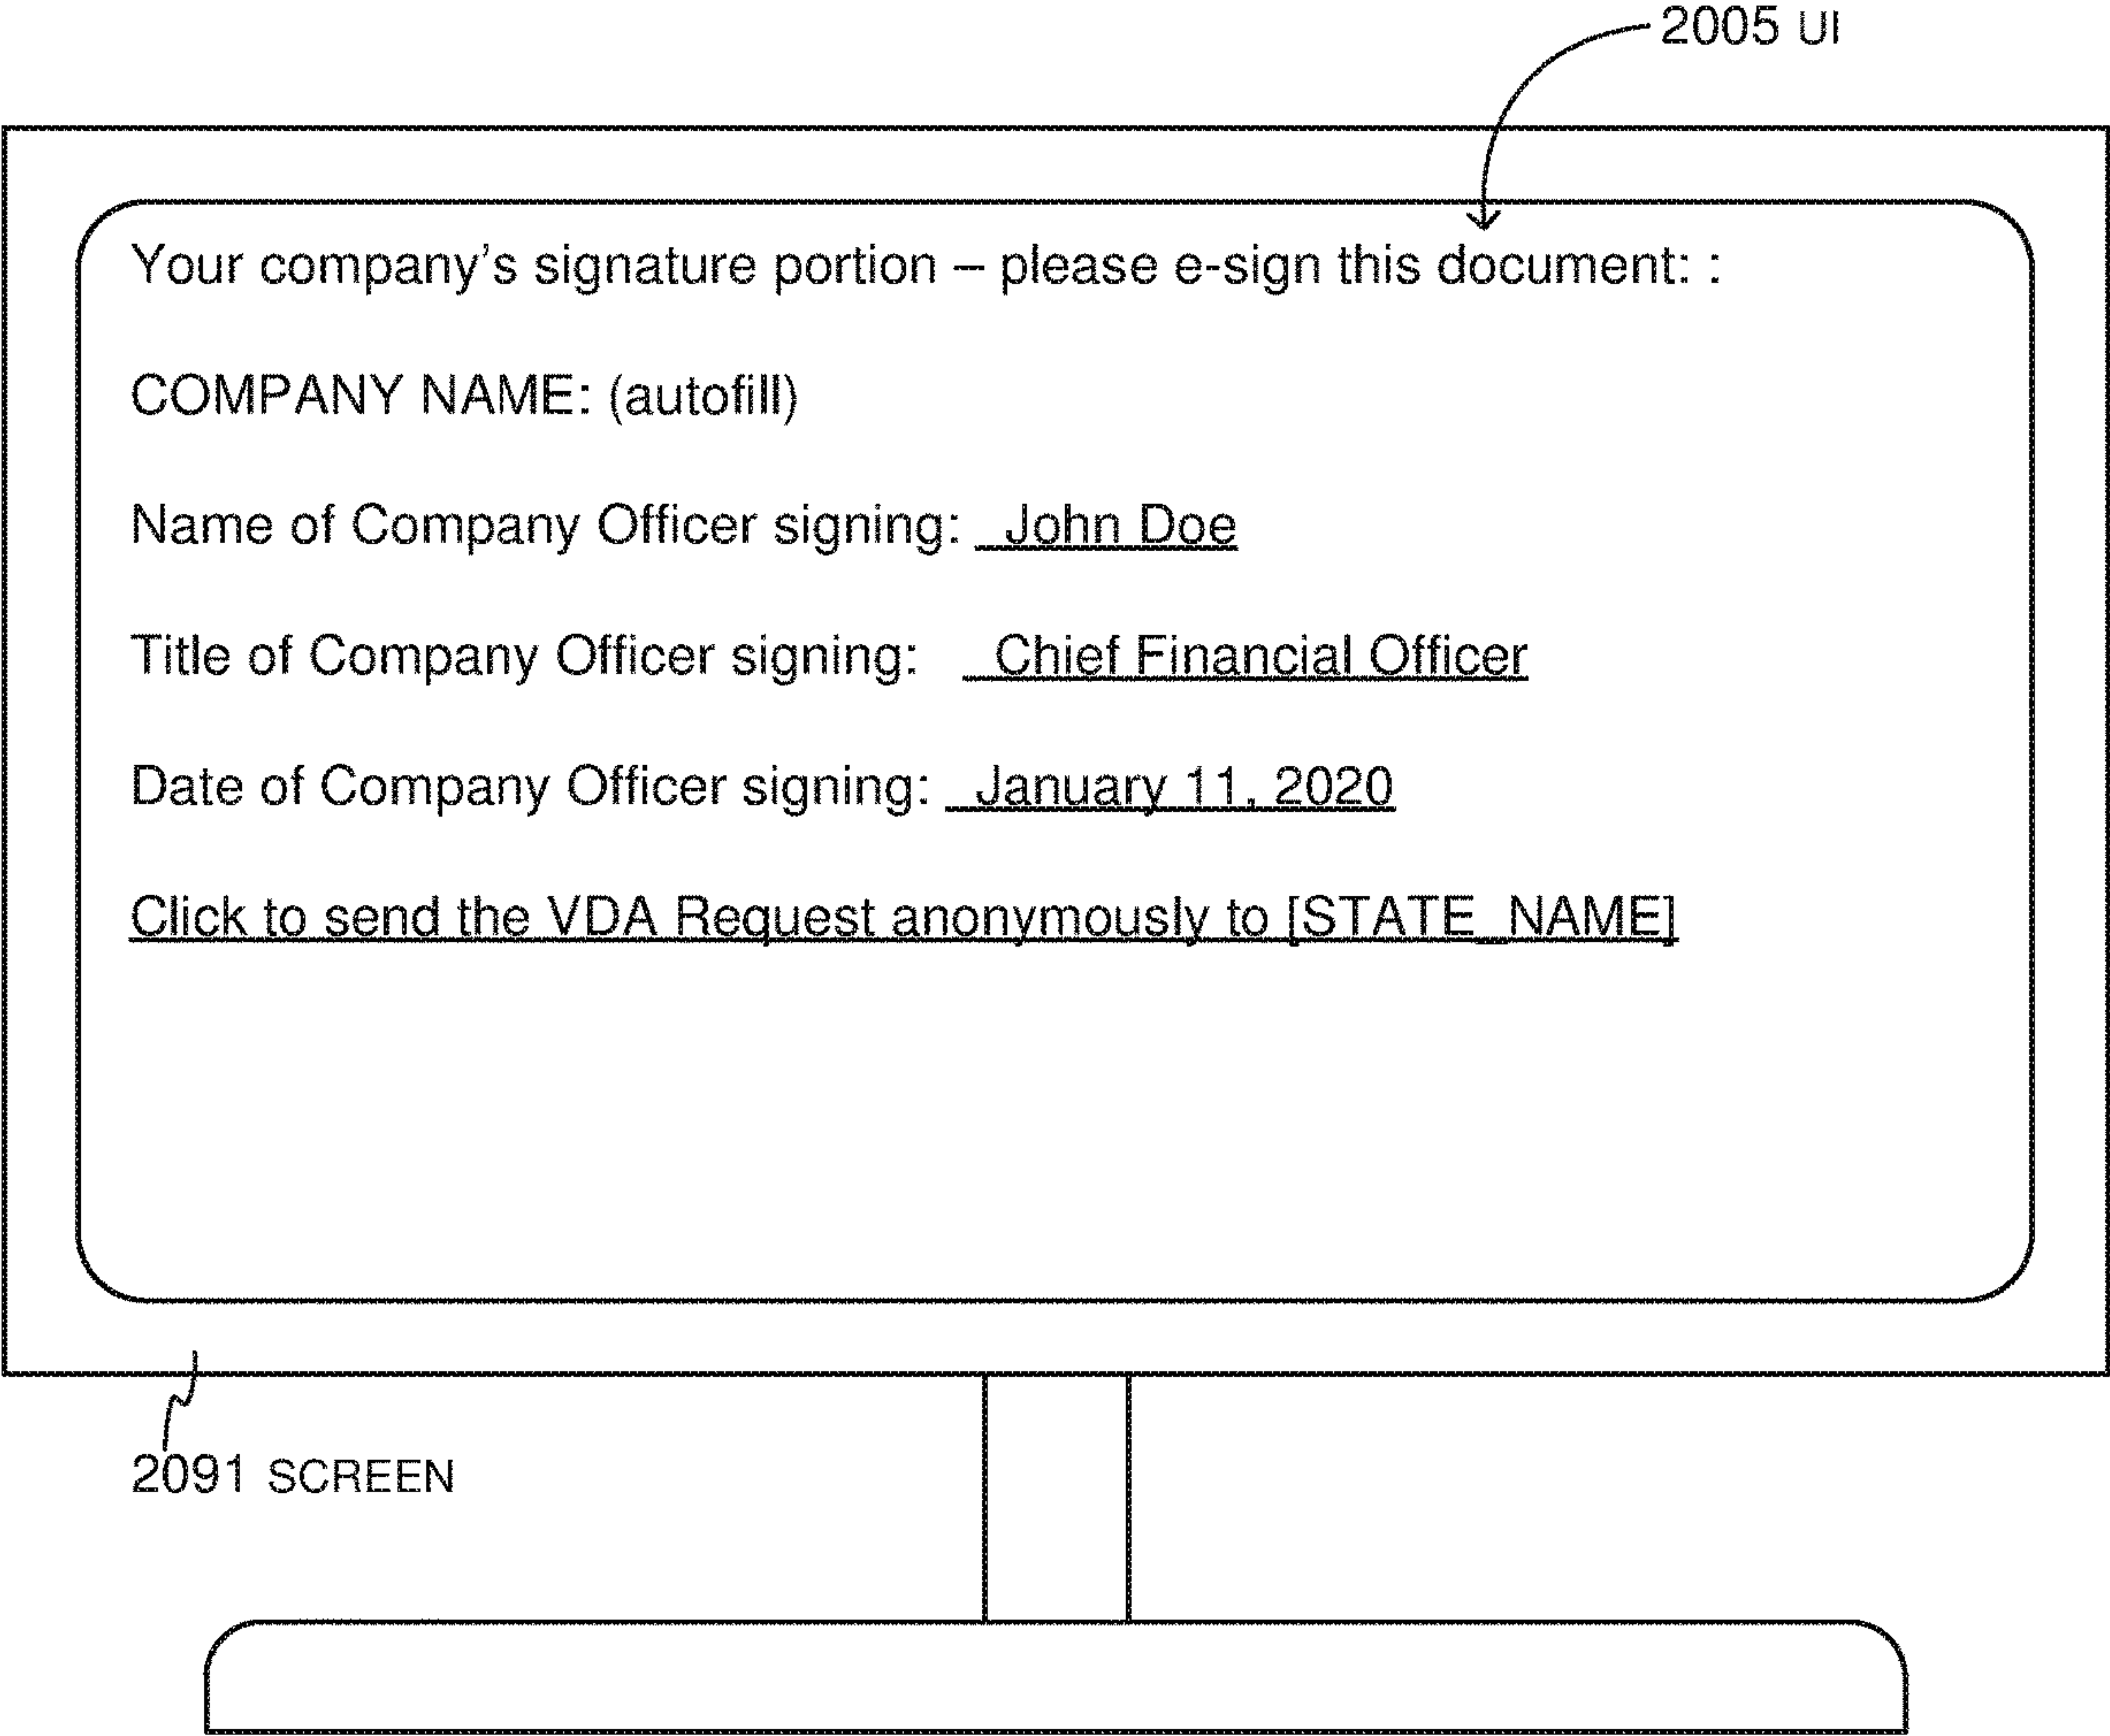 2005 UI
Your company's signature portion – please e-sign this document: :
COMPANY NAME: (autofill)
Name of Company Officer signing: John Doe
Title of Company Officer signing: Chief Financial Officer
Date of Company Officer signing: January 11, 2020
Click to send the VDA Request anonymously to [STATE_NAME]
2091 SCREEN